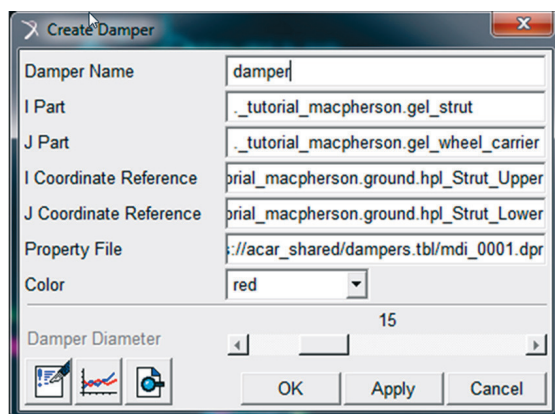 Create Damper
Damper Name damper
I Part ._tutorial_macpherson.gel_strut
J Part ._tutorial_macpherson.gel_wheel_carrier
I Coordinate Reference orial_macpherson.ground.hpl_Strut_Upper
J Coordinate Reference orial_macpherson.ground.hpl_Strut_Lower
Property File s://acar_shared/dampers.tbl/mdi_0001.dpr
Color red
15
Damper Diameter
OK Apply Cancel